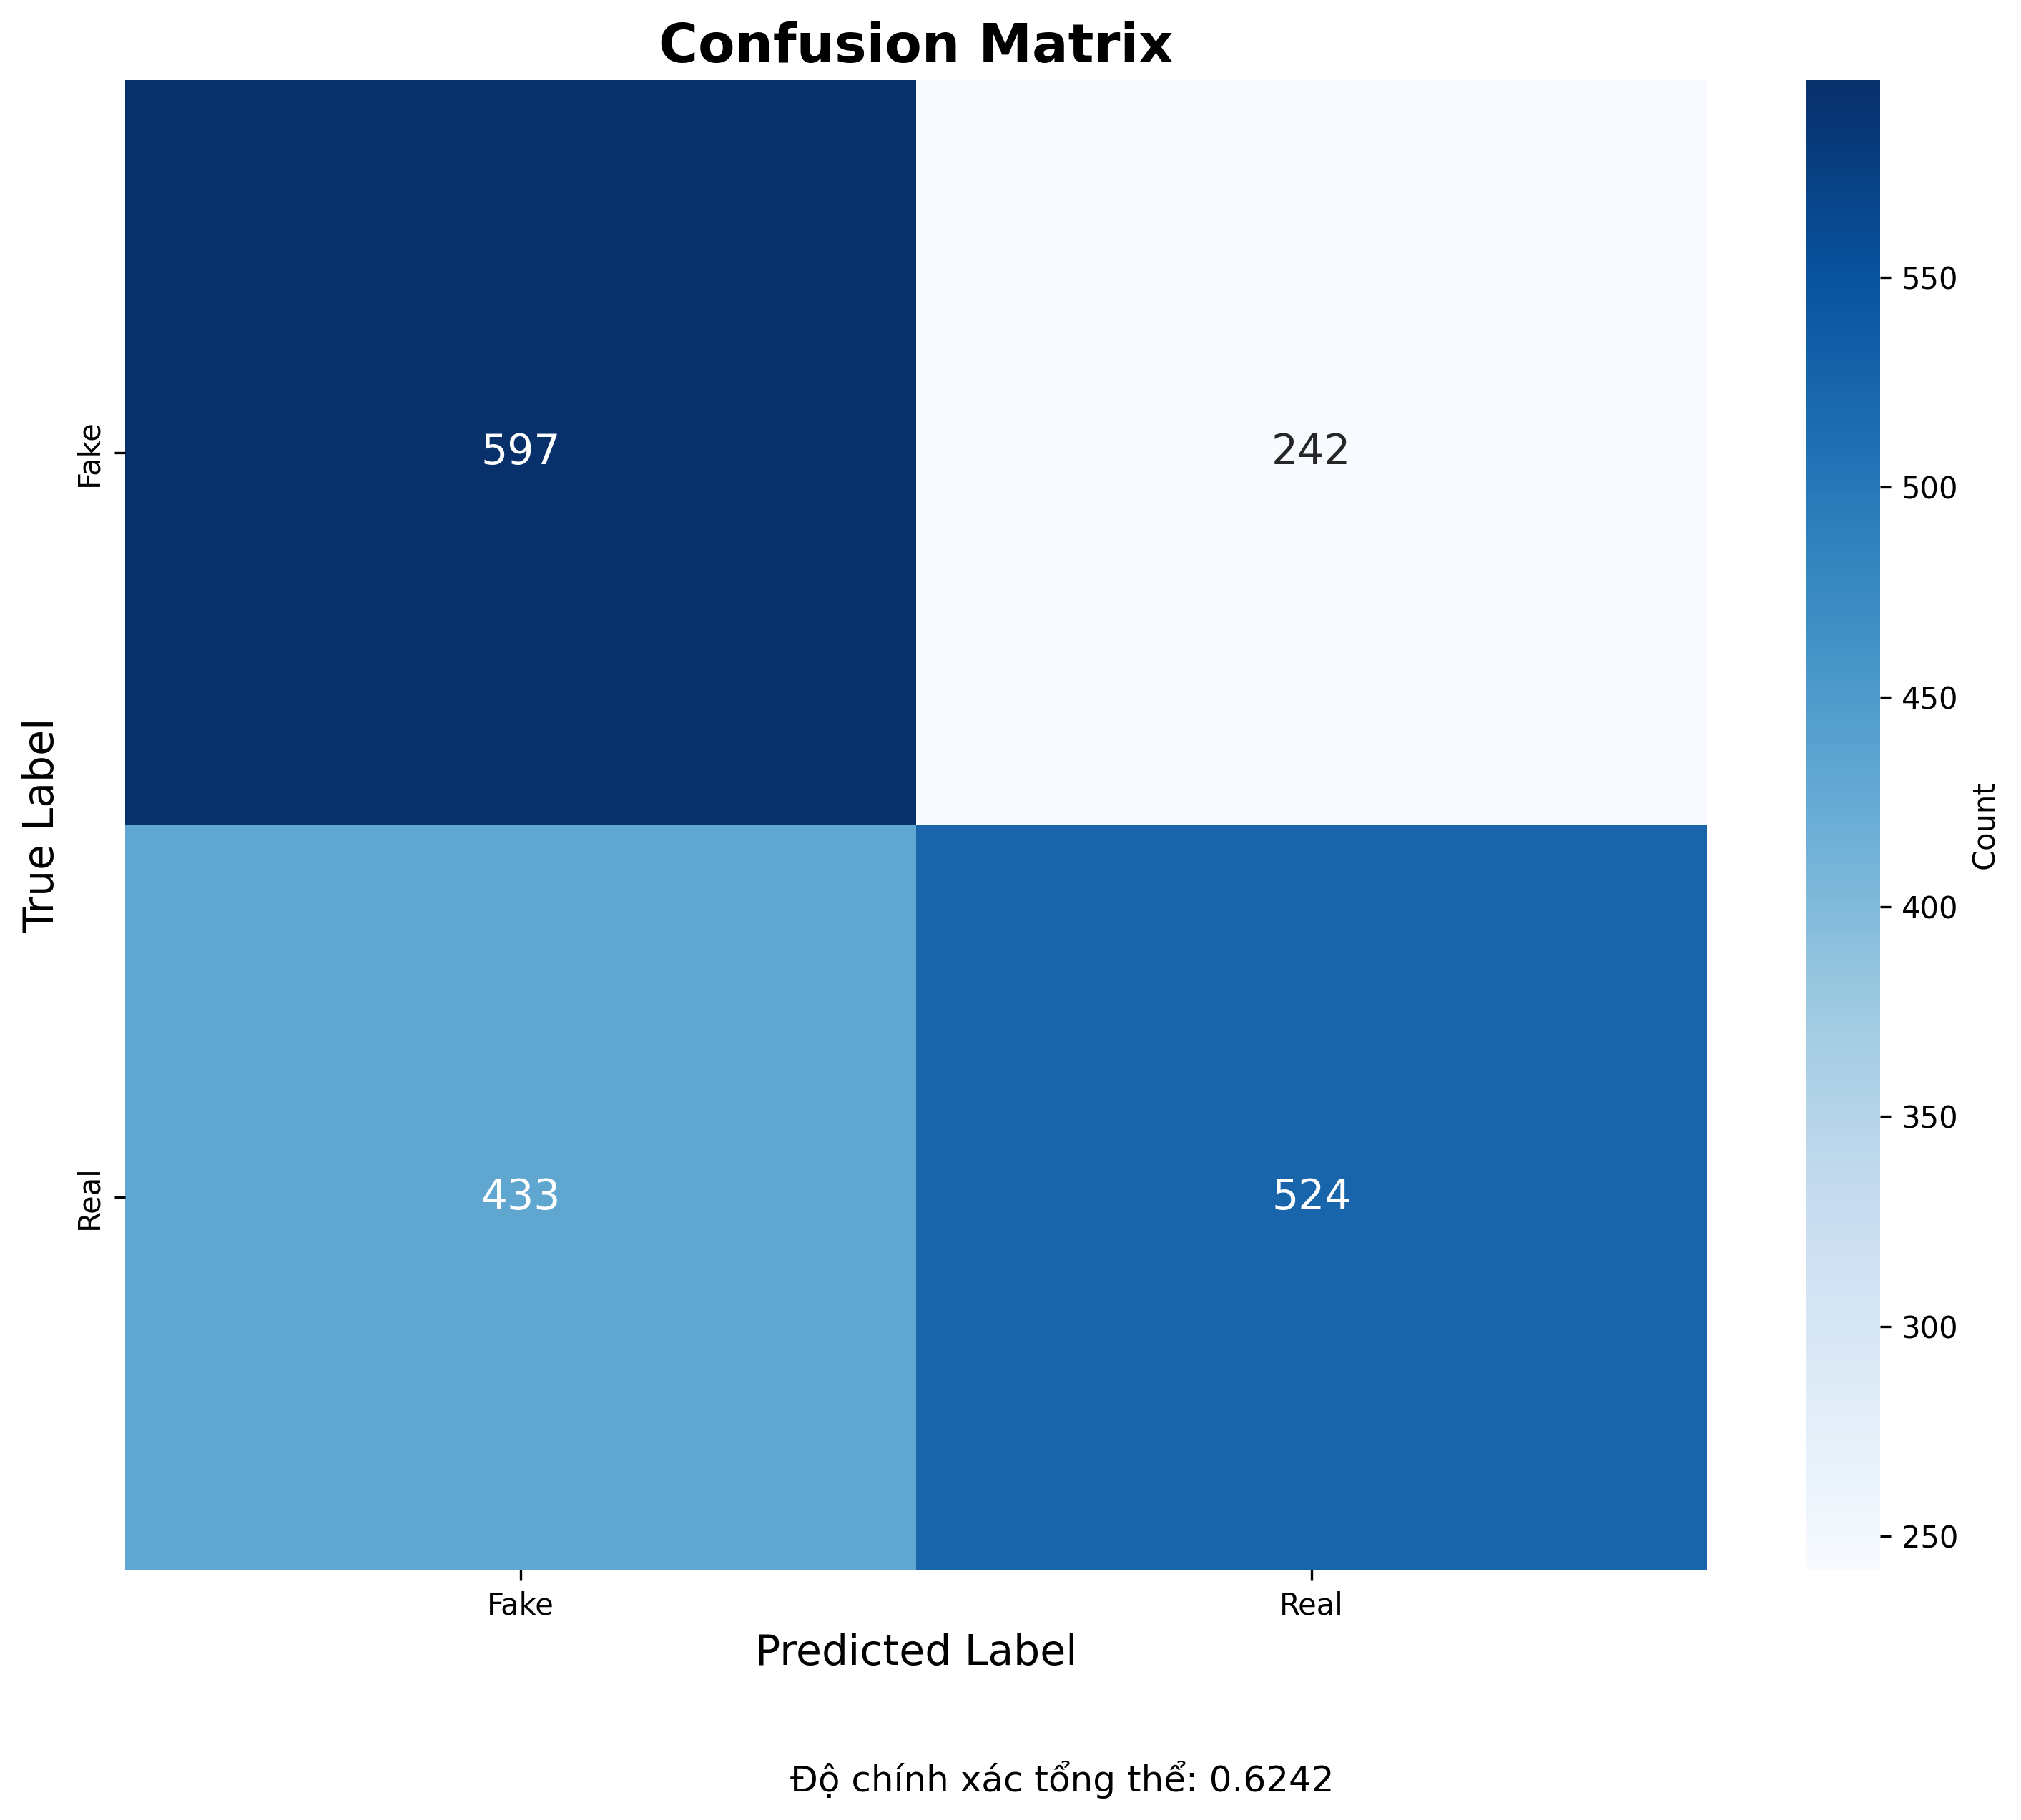 Confusion Matrix
True Label
Fake
597
242
Real
433
524
Fake
Real
Predicted Label
550
500
450
400
350
300
250
Count
Độ chính xác tổng thể: 0.6242